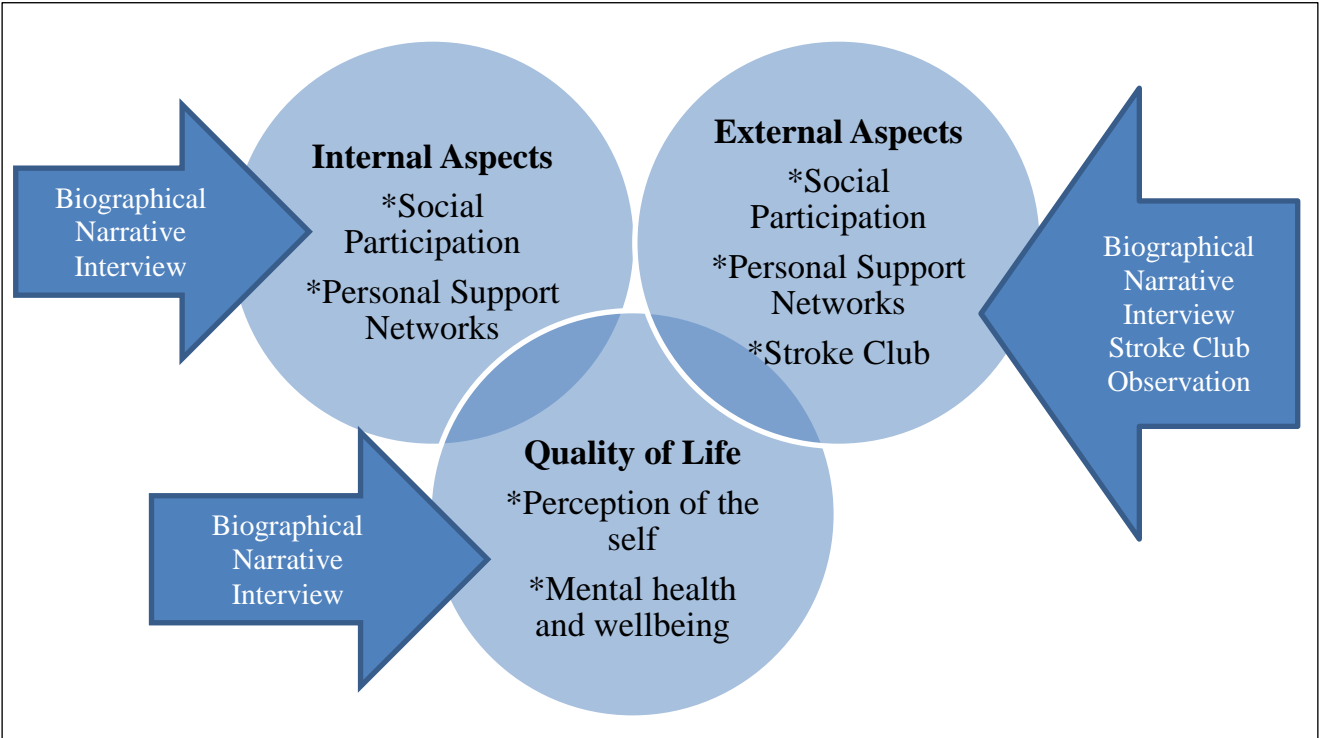 Biographical
Narrative
Interview
Internal Aspects
*Social
Participation
*Personal Support
Networks
External Aspects
*Social
Participation
*Personal Support
Networks
*Stroke Club
Biographical
Narrative
Interview
Stroke Club
Observation
Biographical
Narrative
Interview
Quality of Life
*Perception of the
self
*Mental health
and wellbeing